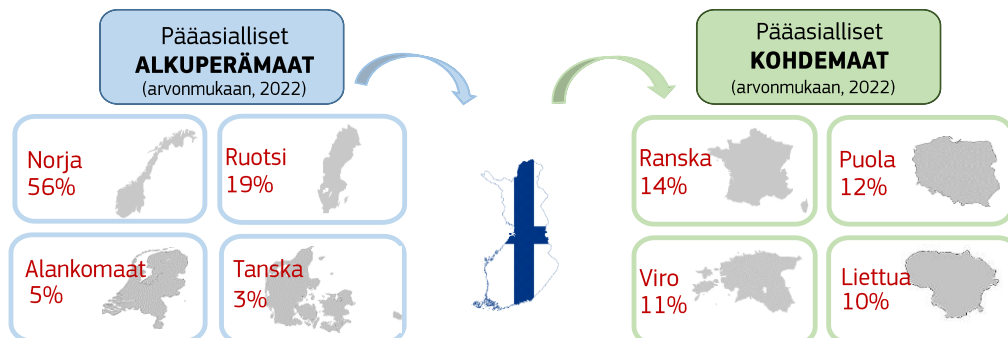 Pääasialliset
ALKUPERÄMAAT
(arvonmukaan, 2022)
Pääasialliset
KOHDEMAAT
(arvonmukaan, 2022)
Norja
56%
Ruotsi
19%
Alankomaat
5%
Tanska
3%
Ranska
14%
Puola
12%
Viro
11%
Liettua
10%